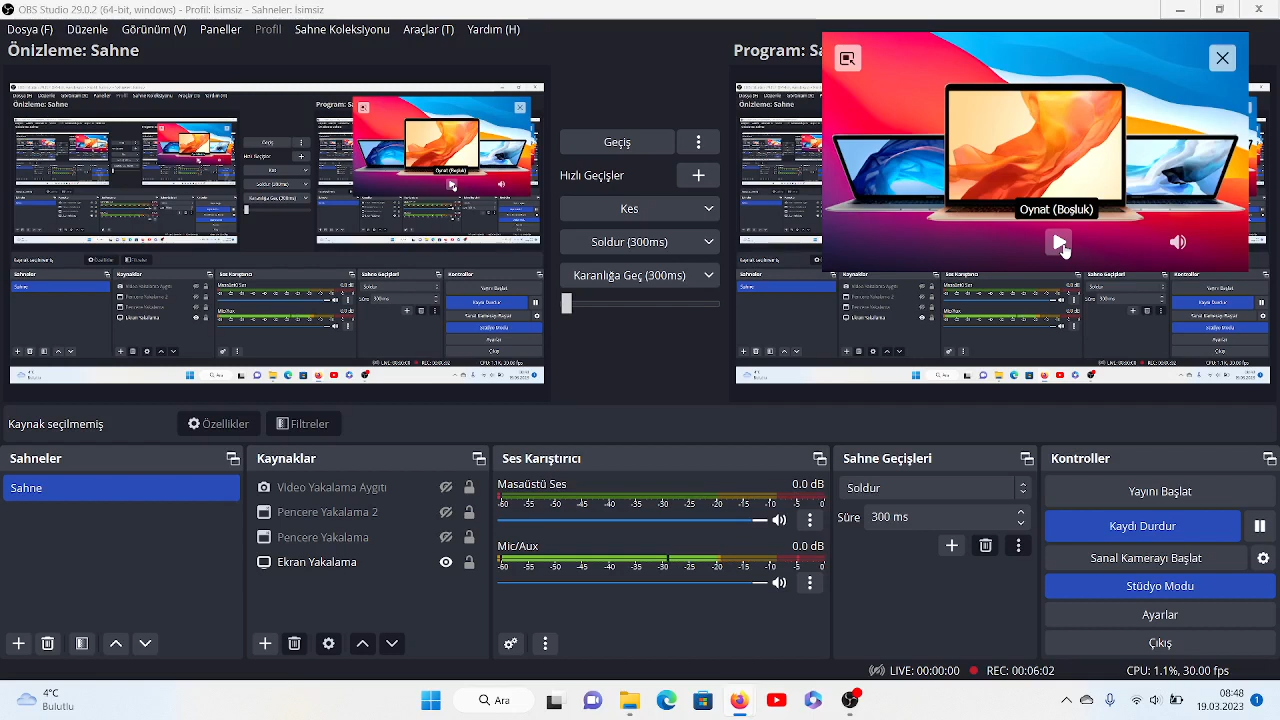 OBS Studio 29.0.2 (64-bit, windows) - Profil: İsimsiz - Sahneler: İsimsiz
Dosya (F) Düzenle Görünüm (V) Paneller Profil Sahne Koleksiyonu Araçlar (T) Yardım (H)
Önizleme: Sahne
Program: Sa
Oynat (Boşluk)
Geçiş
Hızlı Geçişler
Kes
Soldur (300ms)
Karanlığa Geç (300ms)
Kaynak seçilmemiş
Özellikler
Filtreler
Sahneler
Sahne
Kaynaklar
Video Yakalama Aygıtı
Pencere Yakalama 2
Pencere Yakalama
Ekran Yakalama
Ses Karıştırıcı
Masaüstü Ses 0.0 dB
-60 -55 -50 -45 -40 -35 -30 -25 -20 -15 -10 -5 0
Mic/Aux 0.0 dB
-60 -55 -50 -45 -40 -35 -30 -25 -20 -15 -10 -5 0
Sahne Geçişleri
Soldur
Süre 300 ms
Kontroller
Yayını Başlat
Kaydı Durdur
Sanal Kamerayı Başlat
Stüdyo Modu
Ayarlar
Çıkış
LIVE: 00:00:00 REC: 00:06:02 CPU: 1.1%, 30.00 fps
4°C
Bulutlu
Ara
08:48
19.03.2023
1